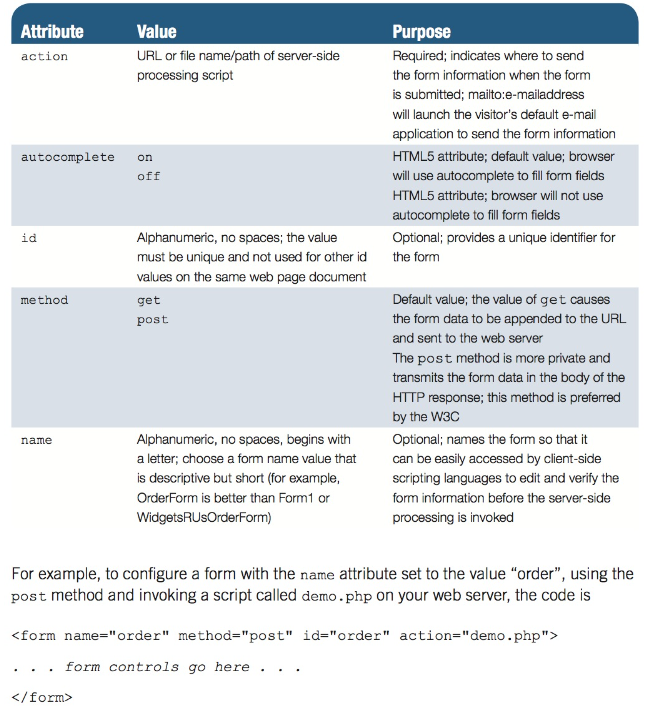 Attribute Value Purpose
action URL or file name/path of server-side Required; indicates where to send
processing script the form information when the form
is submitted; mailto:e-mailaddress
will launch the visitor's default e-mail
application to send the form information
autocomplete on HTML5 attribute; default value; browser
off will use autocomplete to fill form fields
HTML5 attribute; browser will not use
autocomplete to fill form fields
id Alphanumeric, no spaces; the value Optional; provides a unique identifier for
must be unique and not used for other id the form
values on the same web page document
method get Default value; the value of get causes
post the form data to be appended to the URL
and sent to the web server
The post method is more private and
transmits the form data in the body of the
HTTP response; this method is preferred
by the W3C
name Alphanumeric, no spaces, begins with Optional; names the form so that it
a letter; choose a form name value that can be easily accessed by client-side
is descriptive but short (for example, scripting languages to edit and verify the
OrderForm is better than Form1 or form information before the server-side
WidgetsRUsOrderForm) processing is invoked
For example, to configure a form with the name attribute set to the value “order”, using the
post method and invoking a script called demo.php on your web server, the code is
<form name="order" method="post" id="order" action="demo.php">
. . . form controls go here . . .
</form>